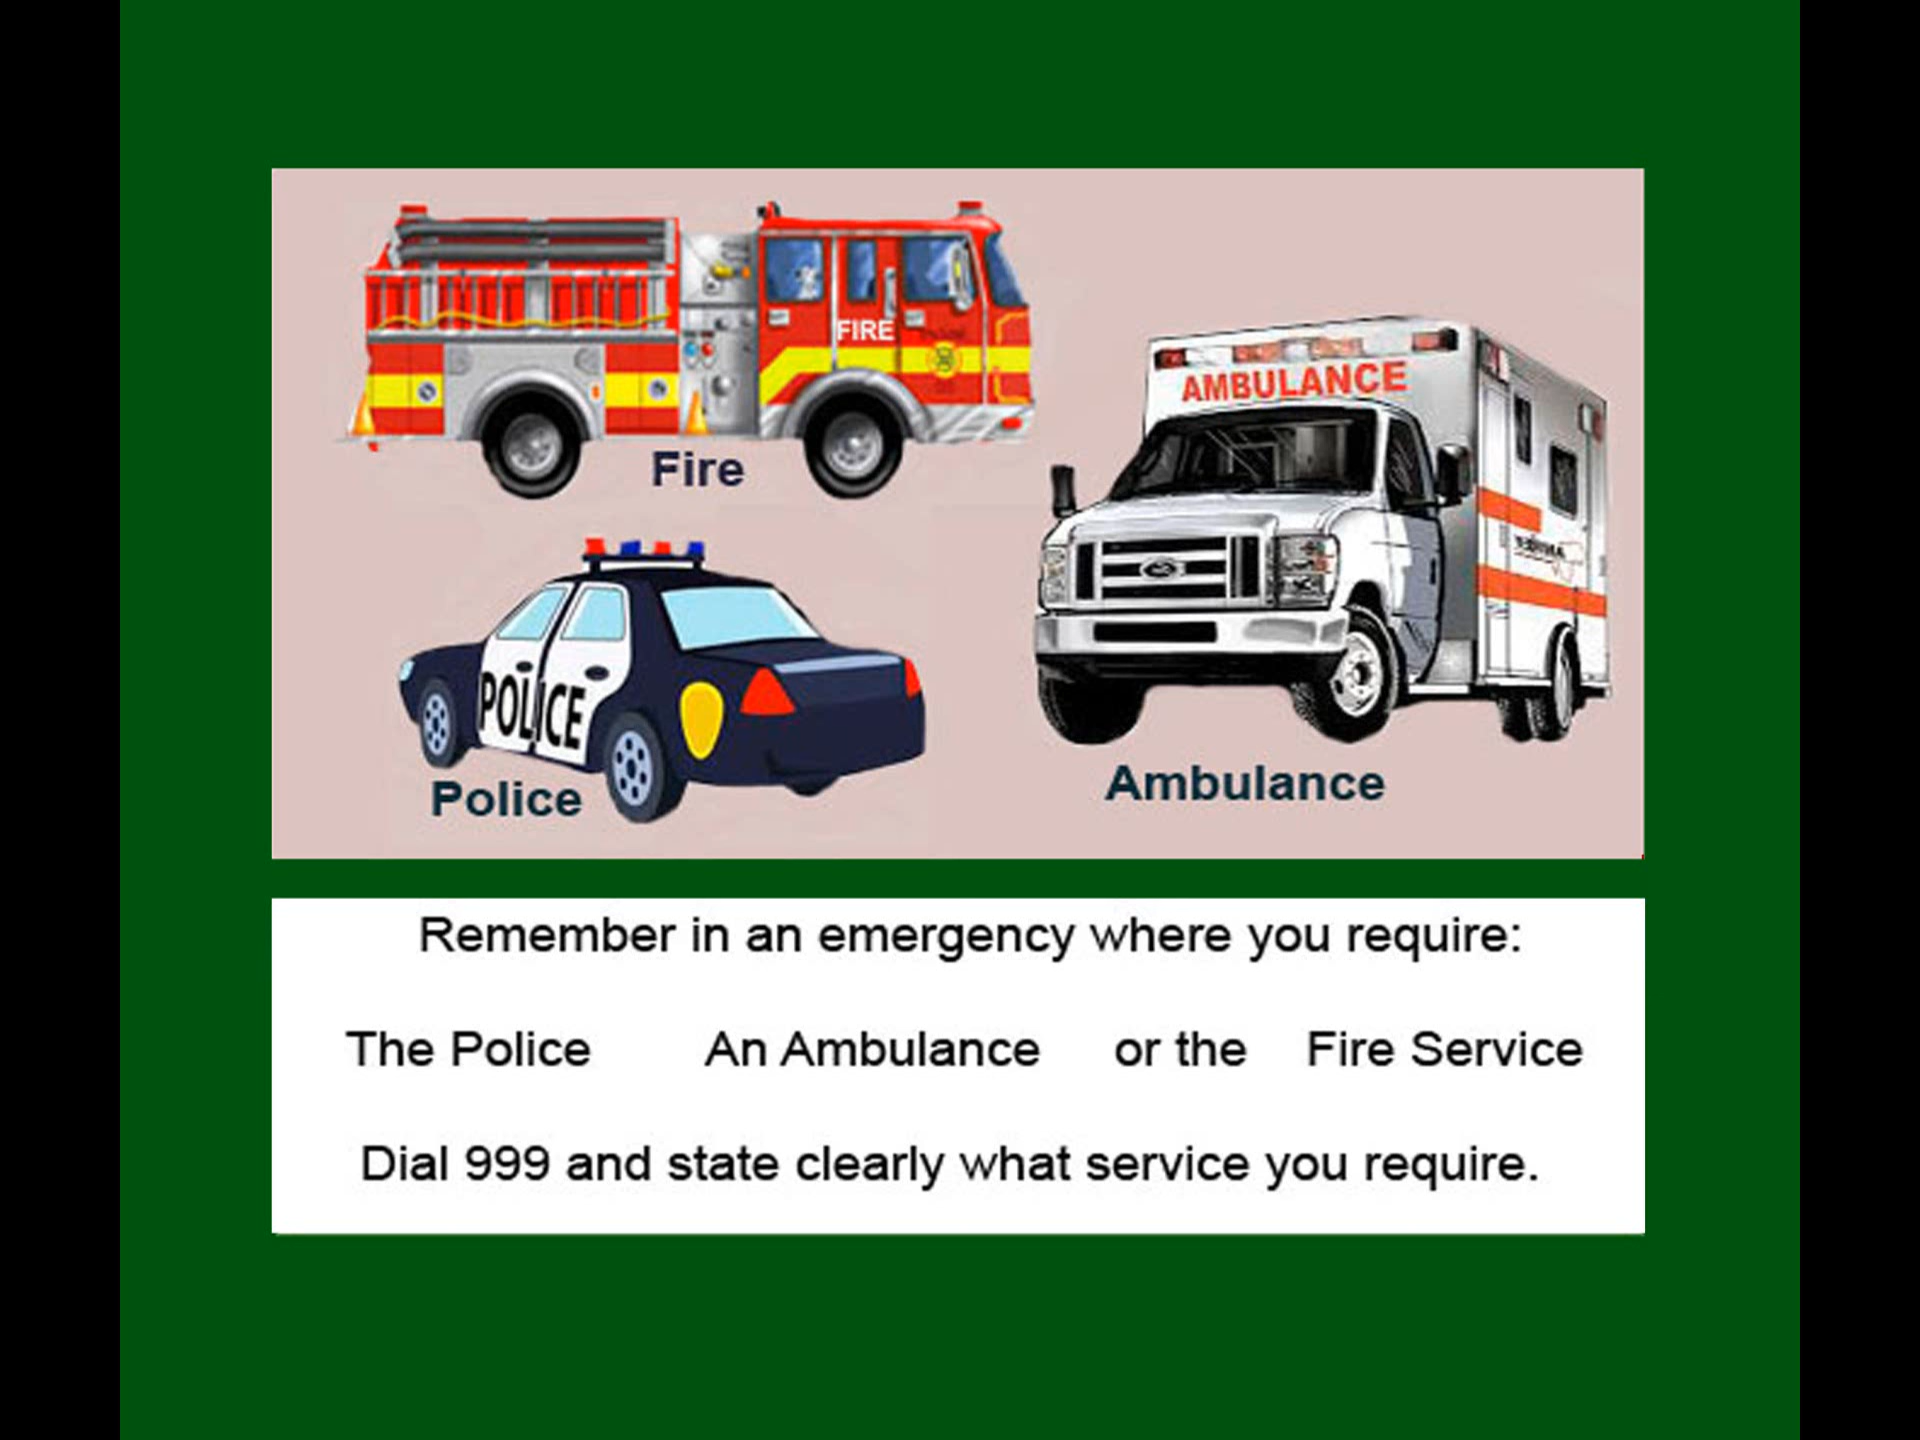 FIRE
Fire
AMBULANCE
POLICE
Police
Ambulance
Remember in an emergency where you require:
The Police An Ambulance or the Fire Service
Dial 999 and state clearly what service you require.